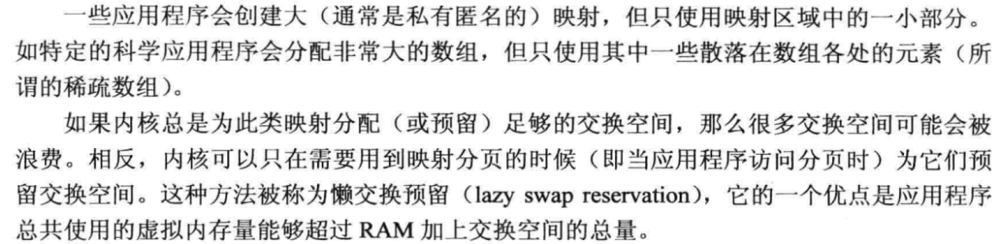 一些应用程序会创建大（通常是私有匿名的）映射，但只使用映射区域中的一小部分。
如特定的科学应用程序会分配非常大的数组，但只使用其中一些散落在数组各处的元素（所
谓的稀疏数组）。
如果内核总是为此类映射分配（或预留）足够的交换空间，那么很多交换空间可能会被
浪费。相反，内核可以只在需要用到映射分页的时候（即当应用程序访问分页时）为它们预
留交换空间。这种方法被称为懒交换预留（lazy swap reservation），它的一个优点是应用程序
总共使用的虚拟内存量能够超过 RAM 加上交换空间的总量。